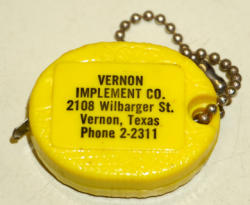 VERNON
IMPLEMENT CO.
2108 Wilbarger St.
Vernon, Texas
Phone 2-2311